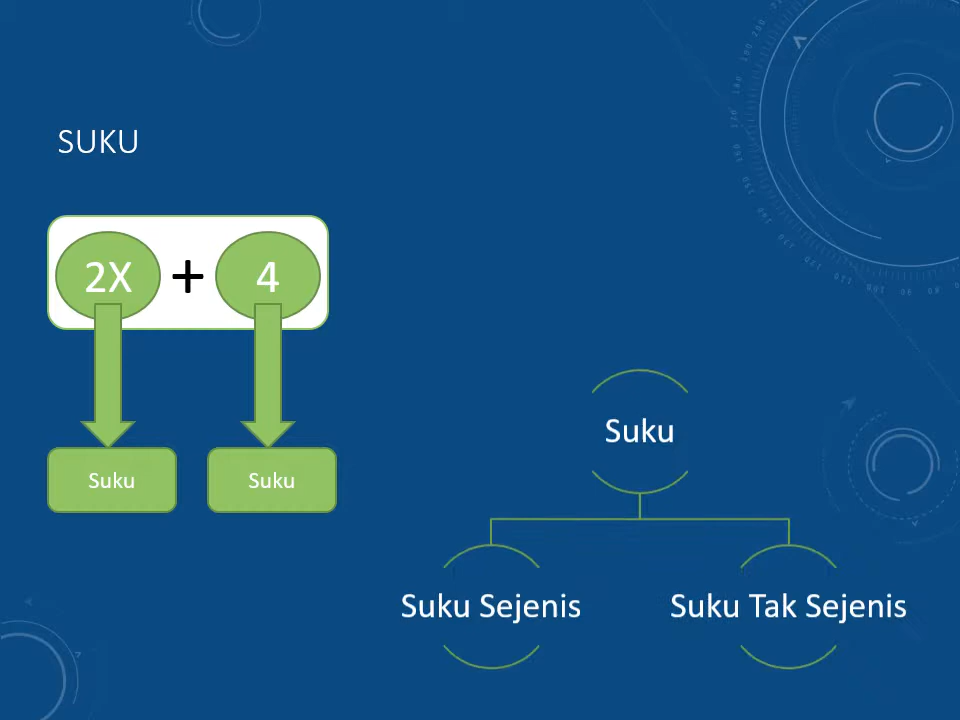 SUKU
2X + 4
Suku
Suku
Suku
Suku Sejenis
Suku Tak Sejenis